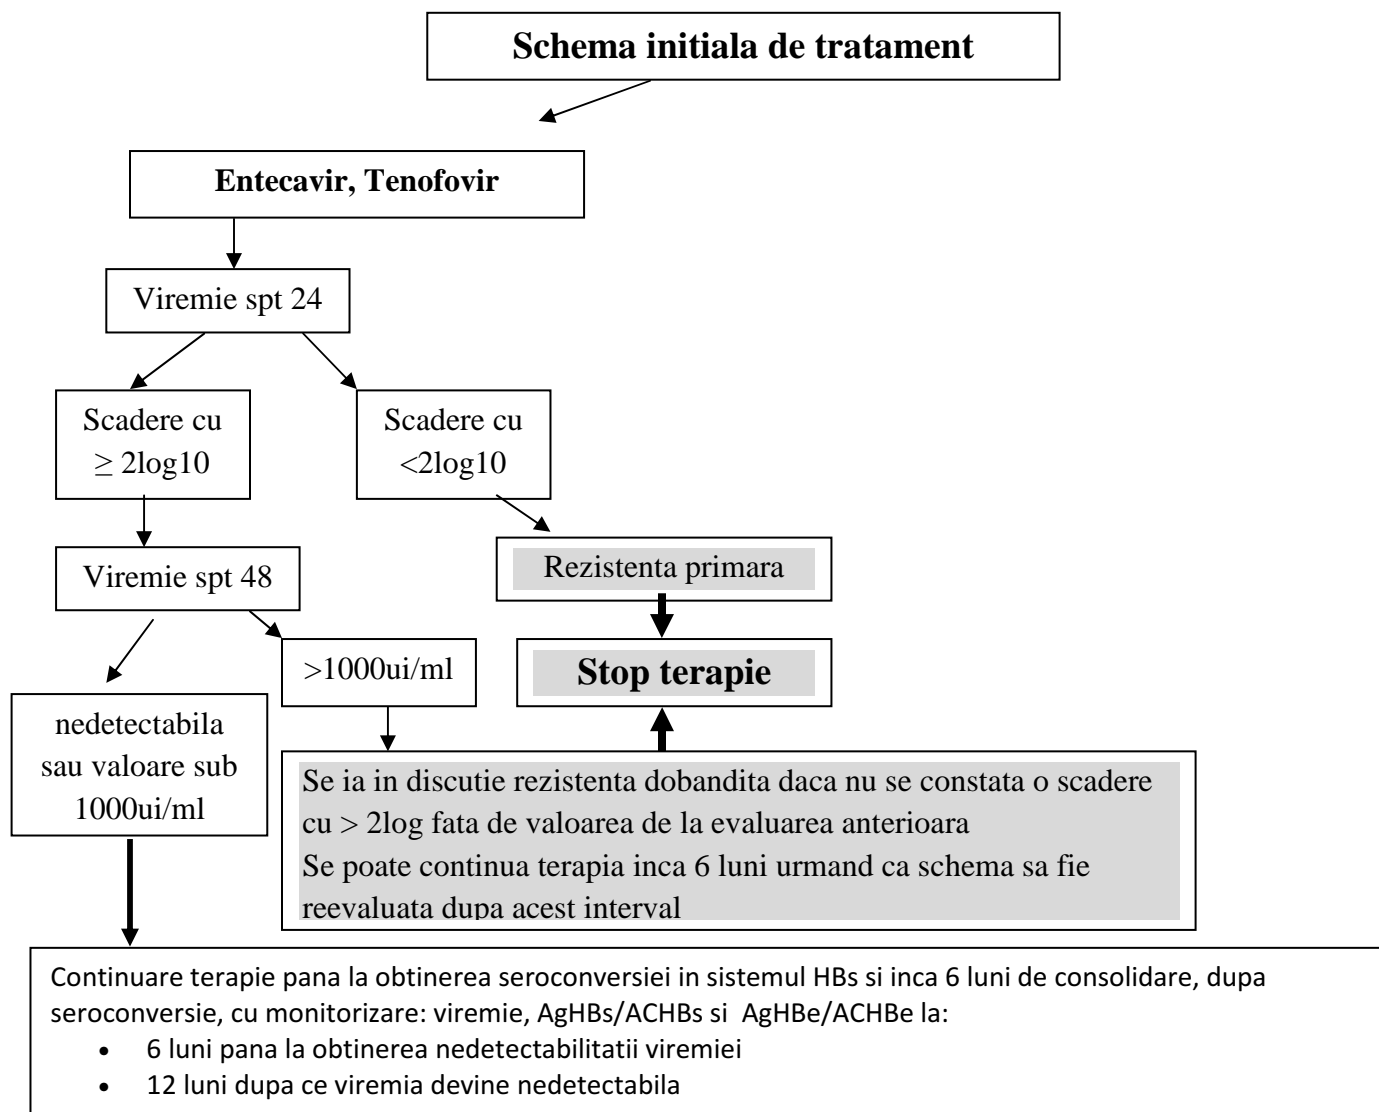 Schema initiala de tratament
Entecavir, Tenofovir
Viremie spt 24
Scadere cu
≥ 2log10
Scadere cu
<2log10
Viremie spt 48
Rezistenta primara
>1000ui/ml
Stop terapie
nedetectabila
sau valoare sub
1000ui/ml
Se ia in discutie rezistenta dobandita daca nu se constata o scadere
cu > 2log fata de valoarea de la evaluarea anterioara
Se poate continua terapia inca 6 luni urmand ca schema sa fie
reevaluata dupa acest interval
Continuare terapie pana la obtinerea seroconversiei in sistemul HBs si inca 6 luni de consolidare, dupa
seroconversie, cu monitorizare: viremie, AgHBs/ACHBs si AgHBe/ACHBe la:
• 6 luni pana la obtinerea nedetectabilitatii viremiei
• 12 luni dupa ce viremia devine nedetectabila